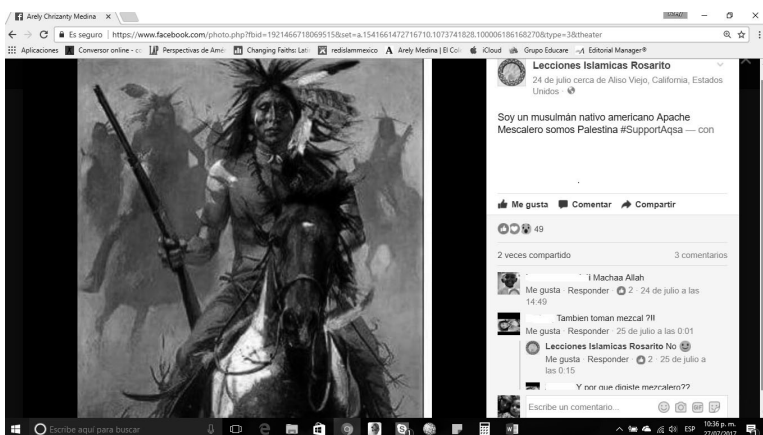 Arely Chrizanty Medina
Es seguro | https://www.facebook.com/photo.php?fbid=1921466718069515&set=a.1541661472716710.1073741828.100006186168270&type=3&theater
Aplicaciones Conversor online - co Perspectivas de Amér Changing Faiths: Lati redislammexico Arely Medina | El Cole iCloud Grupo Educare Editorial Manager®
Lecciones Islamicas Rosarito
24 de julio cerca de Aliso Viejo, California, Estados
Unidos ·
Soy un musulmán nativo americano Apache
Mescalero somos Palestina #SupportAqsa — con
Me gusta Comentar Compartir
49
2 veces compartido 3 comentarios
i Machaa Allah
Me gusta · Responder · 2 · 24 de julio a las
14:49
Tambien toman mezcal ?!!
Me gusta · Responder · 25 de julio a la 0:01
Lecciones Islamicas Rosarito No
Me gusta · Responder · 2 · 25 de julio a
las 0:15
Y por que digiste mezcalero??
Escribe un comentario...
GIF
Escribe aquí para buscar
ESP
10:36 p. m.
27/07/2017